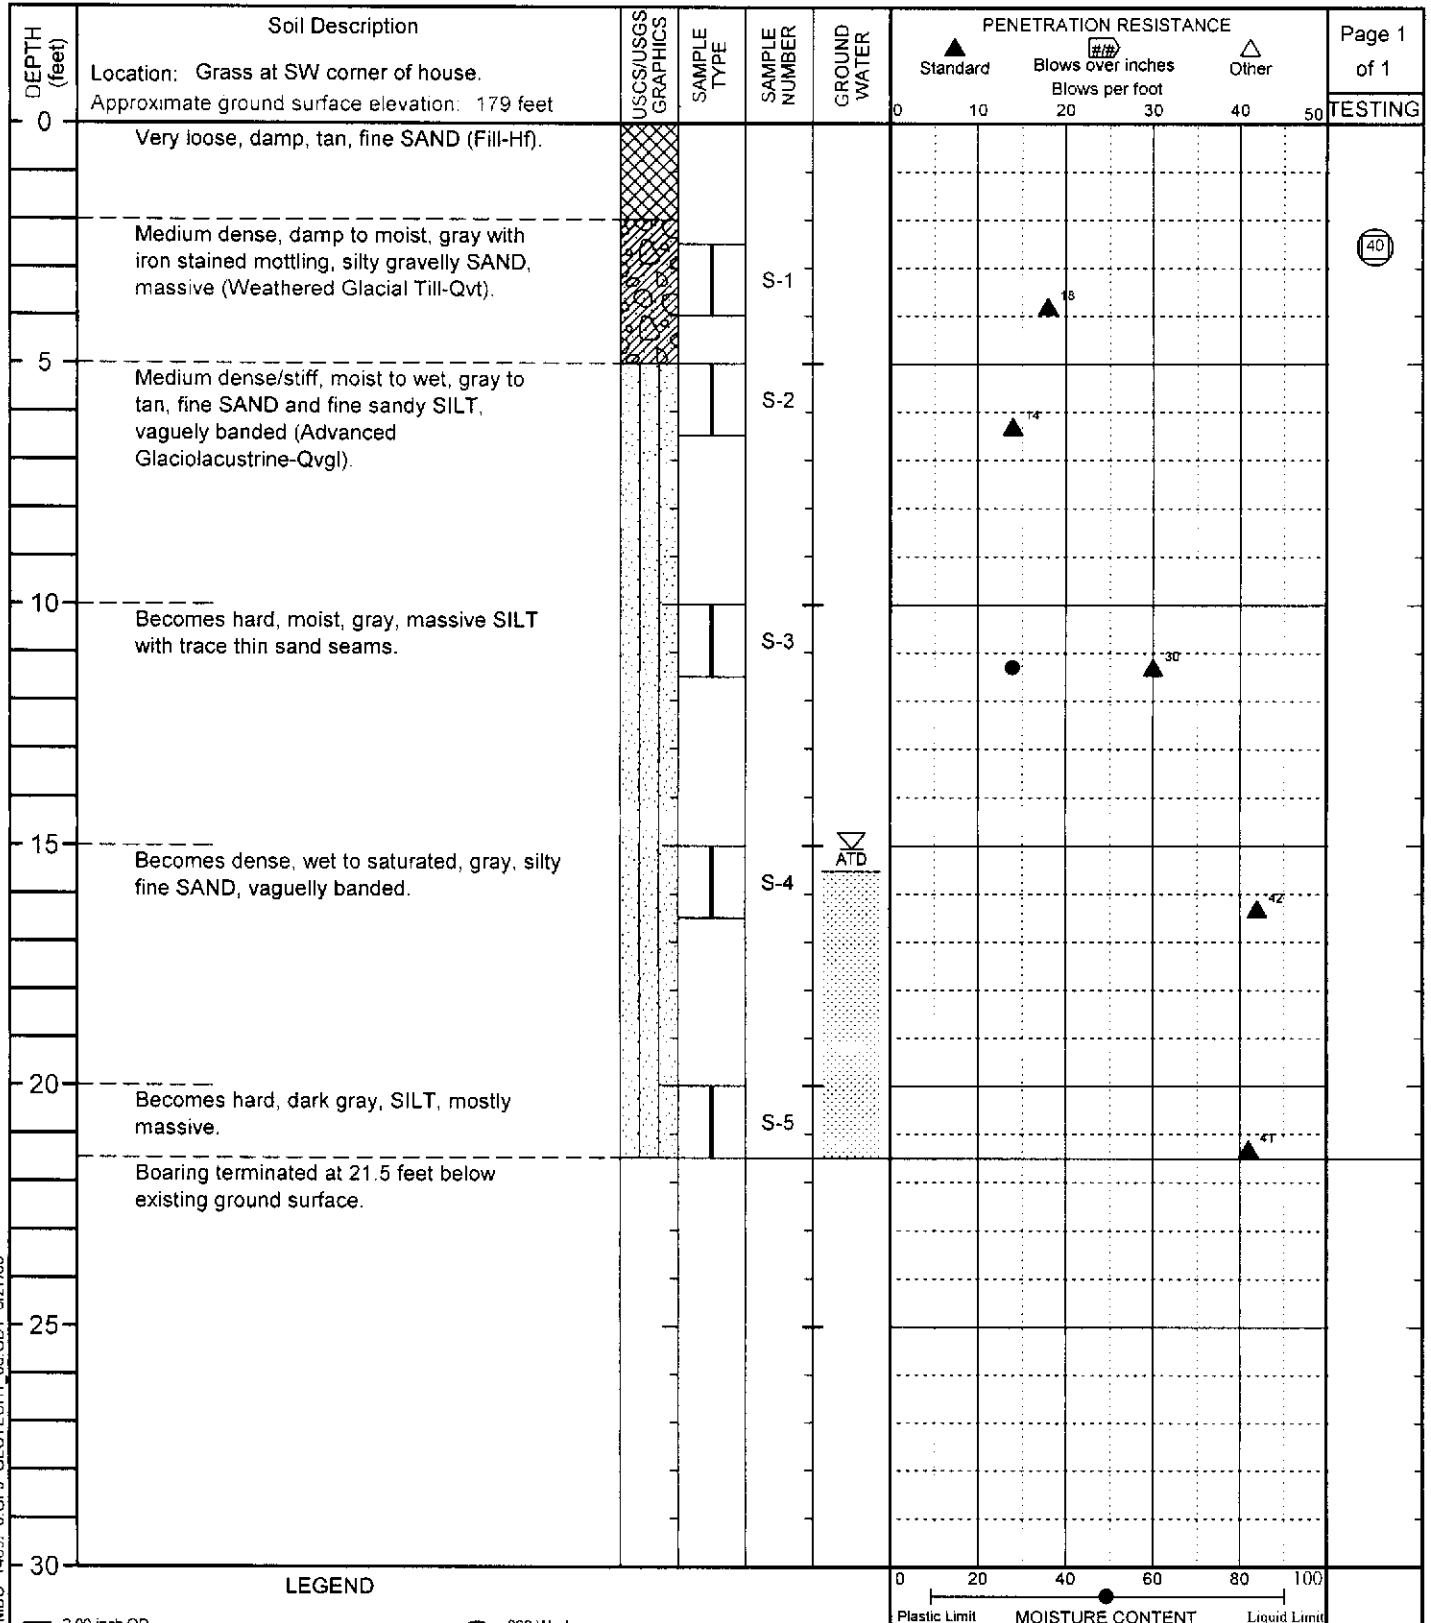 DEPTH
(feet)
Soil Description
Location: Grass at SW corner of house.
Approximate ground surface elevation: 179 feet
USCS/USGS
GRAPHICS
SAMPLE
TYPE
SAMPLE
NUMBER
GROUND
WATER
PENETRATION RESISTANCE
Standard
#/#
Blows over inches
Other
Blows per foot
0 10 20 30 40 50
Page 1
of 1
TESTING
0
Very loose, damp, tan, fine SAND (Fill-Hf).
Medium dense, damp to moist, gray with
iron stained mottling, silty gravelly SAND,
massive (Weathered Glacial Till-Qvt).
S-1
18
40
5
Medium dense/stiff, moist to wet, gray to
tan, fine SAND and fine sandy SILT,
vaguely banded (Advanced
Glaciolacustrine-Qvgl).
S-2
14
10
Becomes hard, moist, gray, massive SILT
with trace thin sand seams.
S-3
30
15
Becomes dense, wet to saturated, gray, silty
fine SAND, vaguelly banded.
S-4
ATD
42
20
Becomes hard, dark gray, SILT, mostly
massive.
S-5
41
Boaring terminated at 21.5 feet below
existing ground surface.
25
30
LEGEND
0 20 40 60 80 100
Plastic Limit MOISTURE CONTENT Liquid Limit
2.00 inch OD